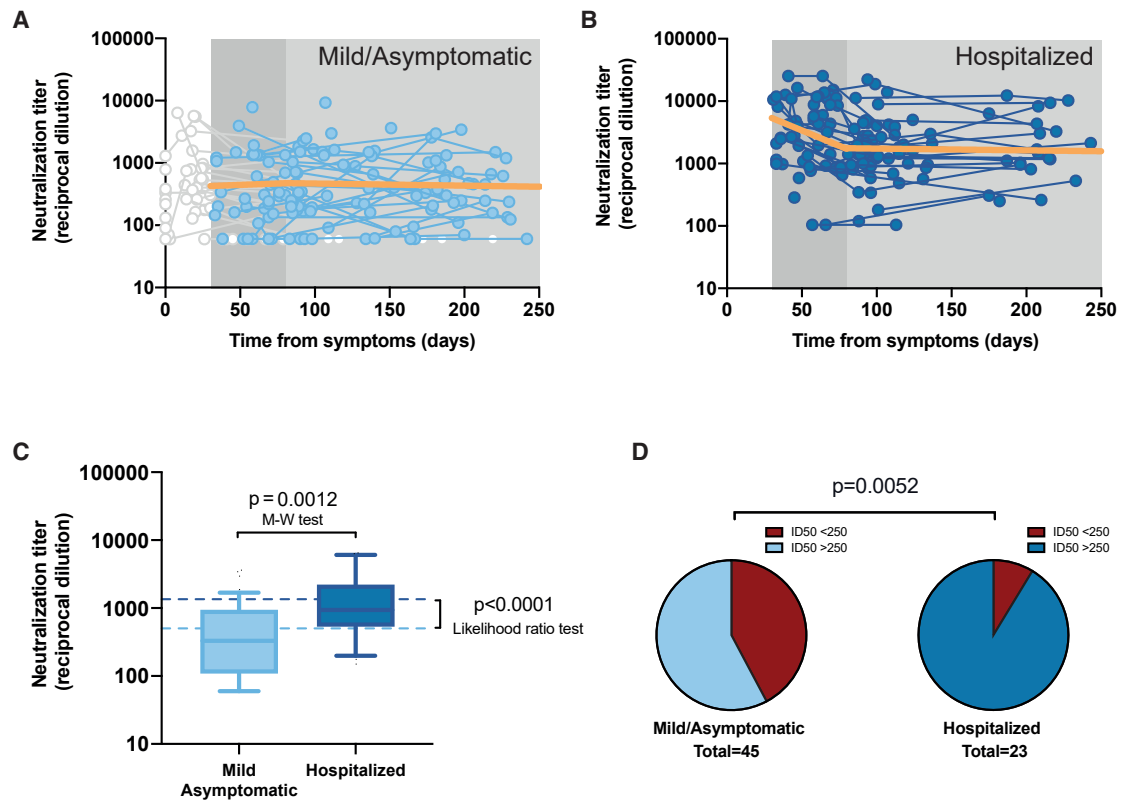 A
Mild/Asymptomatic
Neutralization titer
(reciprocal dilution)
100000
10000
1000
100
10
0
50
100
150
200
250
Time from symptoms (days)
B
Hospitalized
Neutralization titer
(reciprocal dilution)
100000
10000
1000
100
10
0
50
100
150
200
250
Time from symptoms (days)
C
Neutralization titer
(reciprocal dilution)
100000
10000
1000
100
10
p = 0.0012
M-W test
p<0.0001
Likelihood ratio test
Mild
Asymptomatic
Hospitalized
D
p=0.0052
ID50 <250
ID50 >250
ID50 <250
ID50 >250
Mild/Asymptomatic
Total=45
Hospitalized
Total=23